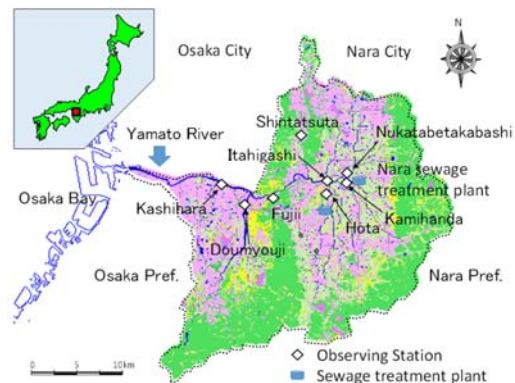 Osaka City
Nara City
N
Shintatsuta
Nukatabetakabashi
Itahigashi
Yamato River
Nara sewage
treatment plant
Osaka Bay
Kashihara
Fujii
Kamihanda
Doumyouji
Hota
Osaka Pref.
Nara Pref.
0 5 10km
Observing Station
Sewage treatment plant